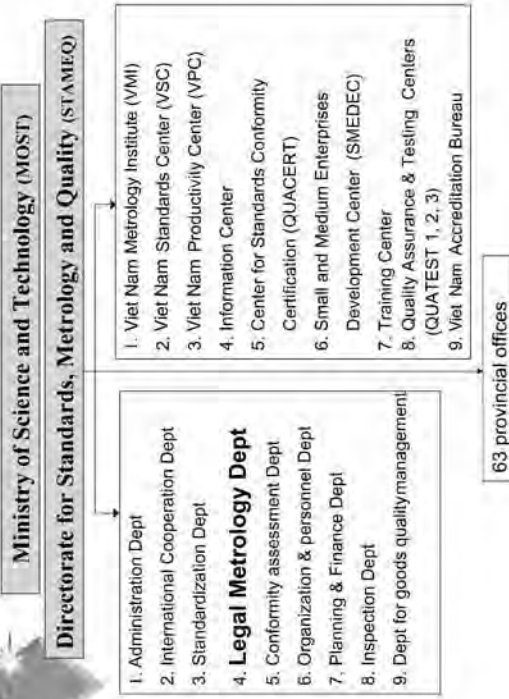 Ministry of Science and Technology (MOST)
Directorate for Standards, Metrology and Quality (STAMEQ)
1. Administration Dept
2. International Cooperation Dept
3. Standardization Dept
4. Legal Metrology Dept
5. Conformity assessment Dept
6. Organization & personnel Dept
7. Planning & Finance Dept
8. Inspection Dept
9. Dept for goods qualitymanagement
1. Viet Nam Metrology Institute (VMI)
2. Viet Nam Standards Center (VSC)
3. Viet Nam Productivity Center (VPC)
4. Information Center
5. Center for Standards Conformity
Certification (QUACERT)
6. Small and Medium Enterprises
Development Center (SMEDEC)
7. Training Center
8. Quality Assurance & Testing Centers
(QUATEST 1, 2, 3)
9. Viet Nam Accreditation Bureau
63 provincial offices